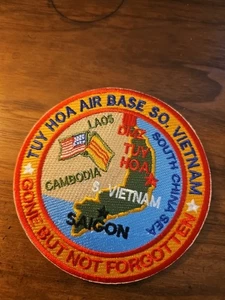 TUY HOA AIR BASE SO. VIETNAM
LAOS
DMZ
TUY
HOA
CAMBODIA
S. VIETNAM
SAIGON
SOUTH CHINA SEA
GONE BUT NOT FORGOTTEN